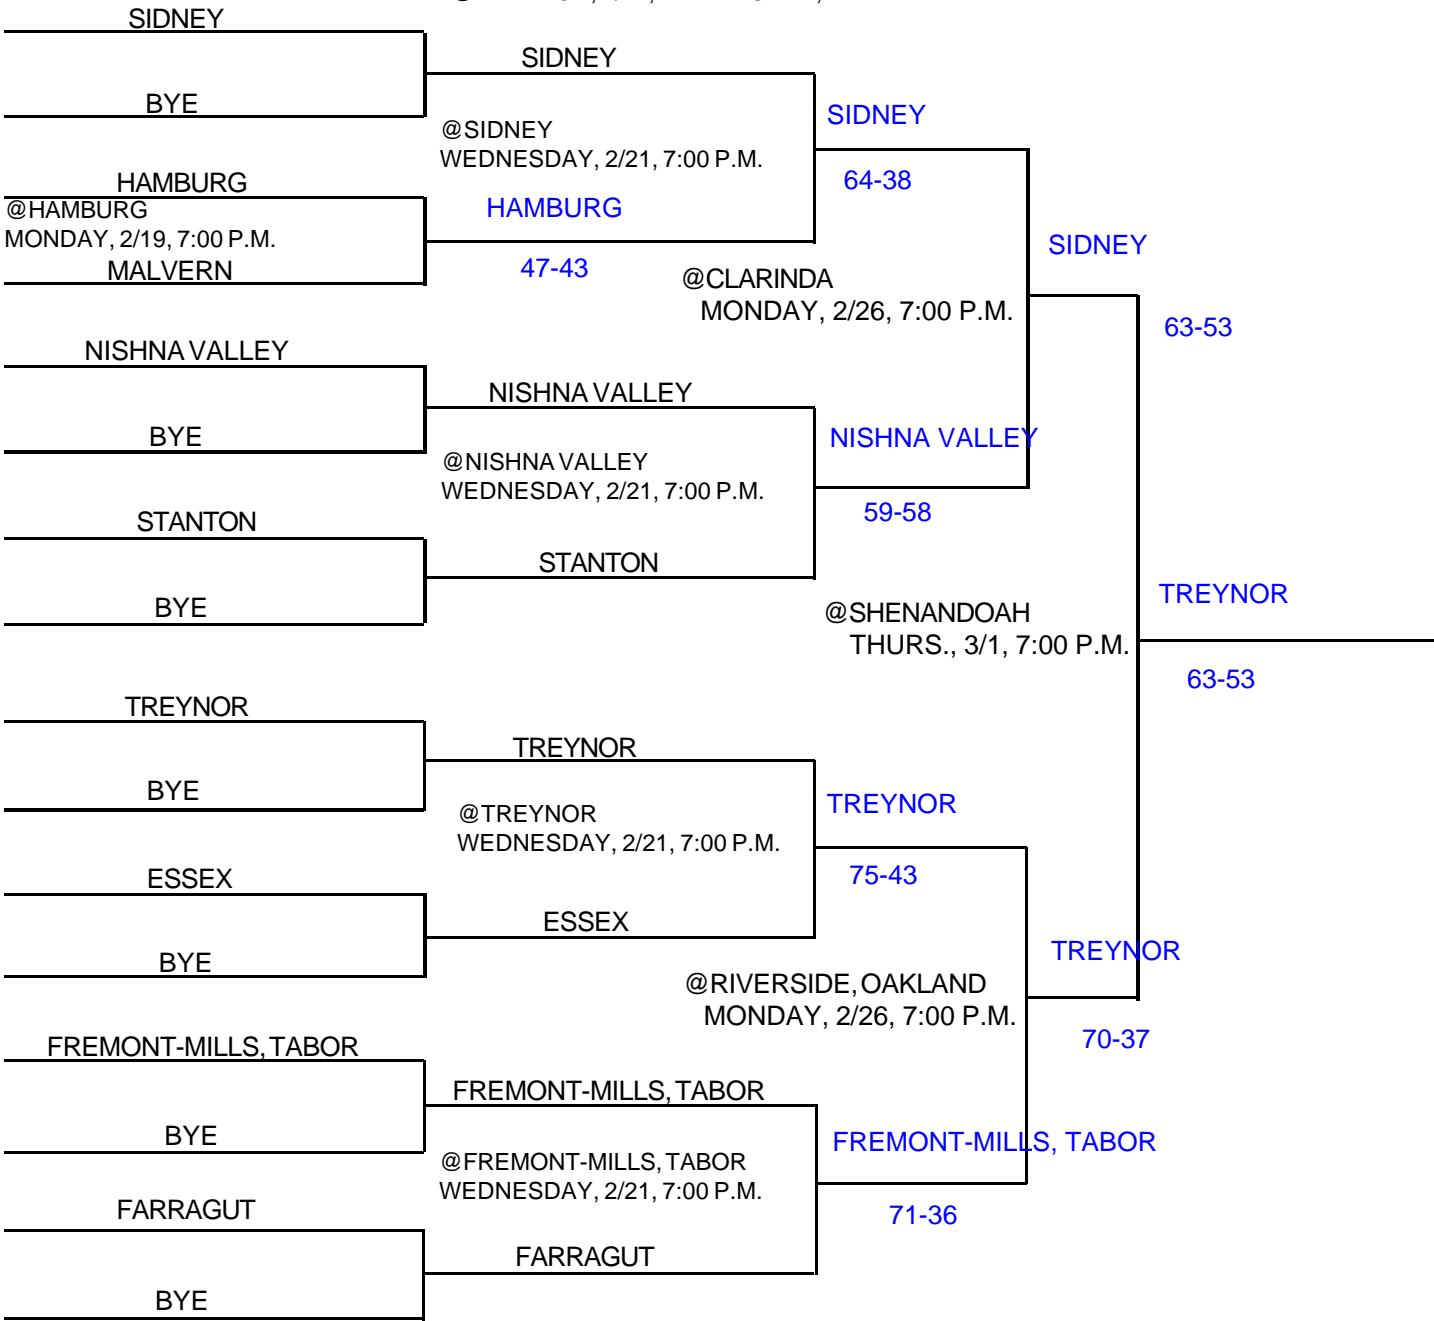 SIDNEY
SIDNEY
BYE
SIDNEY
@SIDNEY
WEDNESDAY, 2/21, 7:00 P.M.
HAMBURG
64-38
@HAMBURG
HAMBURG
MONDAY, 2/19, 7:00 P.M.
SIDNEY
MALVERN
47-43
@CLARINDA
MONDAY, 2/26, 7:00 P.M.
63-53
NISHNA VALLEY
NISHNA VALLEY
BYE
NISHNA VALLEY
@NISHNA VALLEY
WEDNESDAY, 2/21, 7:00 P.M.
59-58
STANTON
STANTON
TREYNOR
BYE
@SHENANDOAH
THURS., 3/1, 7:00 P.M.
63-53
TREYNOR
TREYNOR
BYE
TREYNOR
@TREYNOR
WEDNESDAY, 2/21, 7:00 P.M.
75-43
ESSEX
ESSEX
TREYNOR
BYE
@RIVERSIDE, OAKLAND
MONDAY, 2/26, 7:00 P.M.
70-37
FREMONT-MILLS, TABOR
FREMONT-MILLS, TABOR
BYE
FREMONT-MILLS, TABOR
@FREMONT-MILLS, TABOR
WEDNESDAY, 2/21, 7:00 P.M.
FARRAGUT
71-36
FARRAGUT
BYE